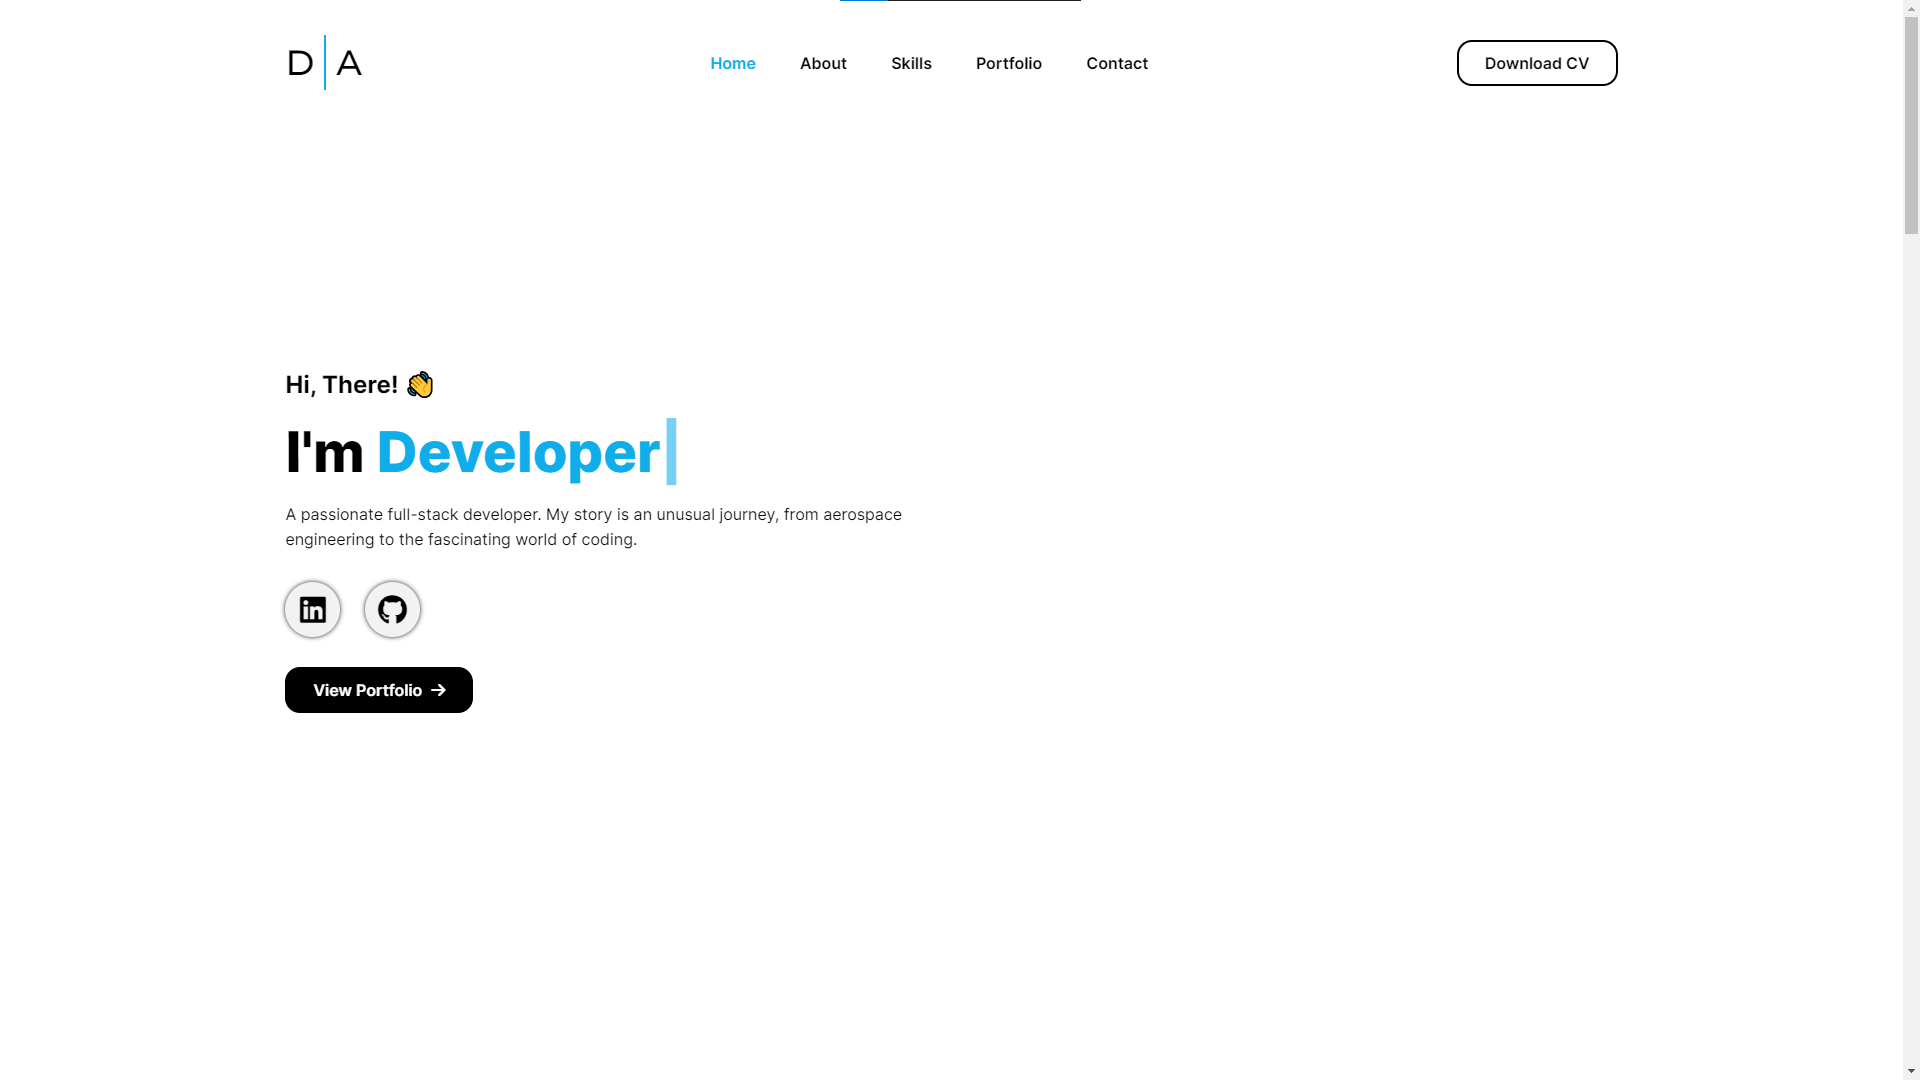 D | A
Home About Skills Portfolio Contact
Download CV
Hi, There! 👋
I'm Developer
A passionate full-stack developer. My story is an unusual journey, from aerospace
engineering to the fascinating world of coding.
in
View Portfolio →